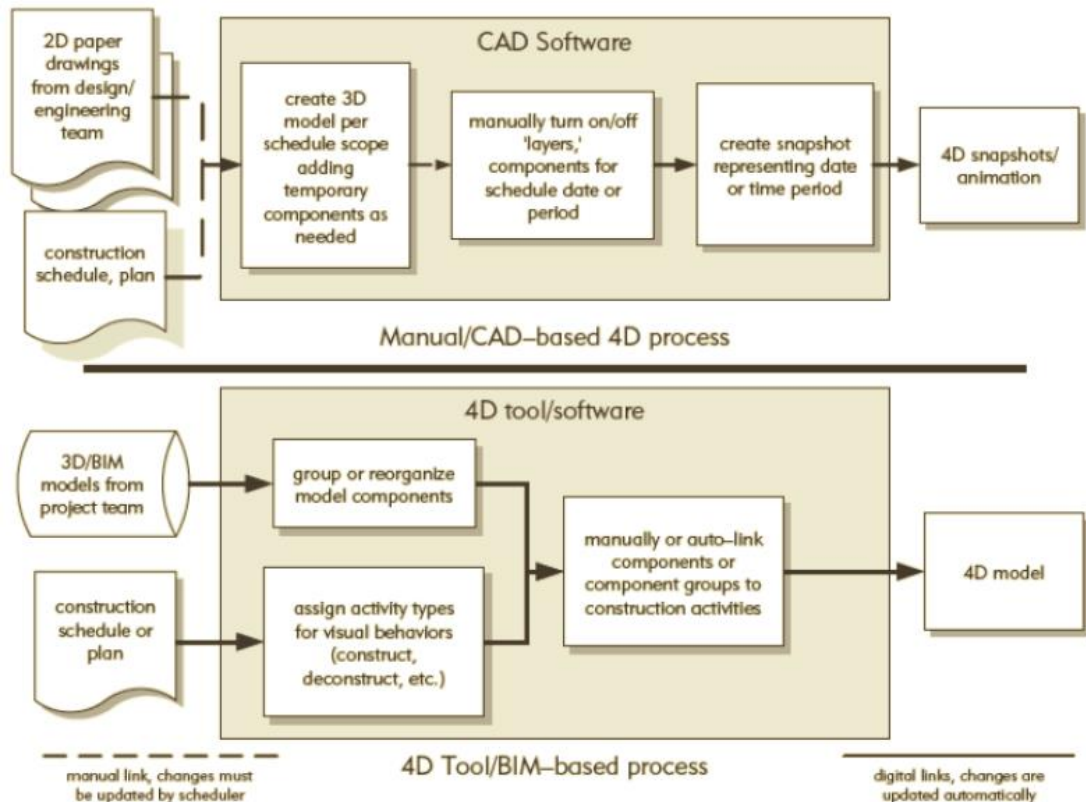 2D paper
drawings
from design/
engineering
team
construction
schedule, plan
CAD Software
create 3D
model per
schedule scope
adding
temporary
components as
needed
manually turn on/off
'layers,'
components for
schedule date or
period
create snapshot
representing date
or time period
4D snapshots/
animation
Manual/CAD–based 4D process
4D tool/software
3D/BIM
models from
project team
group or reorganize
model components
construction
schedule or
plan
assign activity types
for visual behaviors
(construct,
deconstruct, etc.)
manually or auto–link
components or
component groups to
construction activities
4D model
4D Tool/BIM–based process
manual link, changes must
be updated by scheduler
digital links, changes are
updated automatically